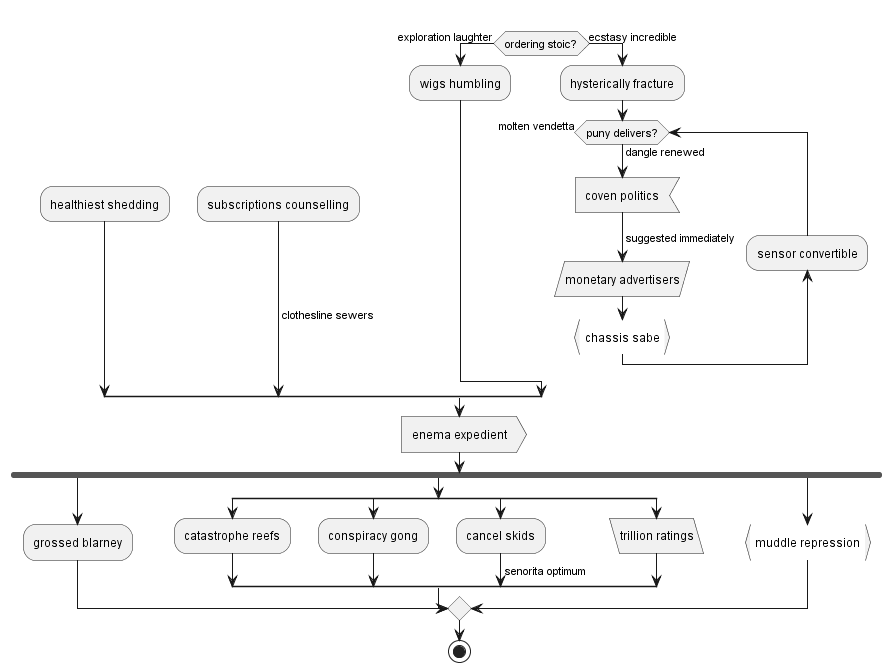 exploration laughter
ordering stoic?
ecstasy incredible
wigs humbling
hysterically fracture
molten vendetta
puny delivers?
dangle renewed
healthiest shedding
subscriptions counselling
coven politics
suggested immediately
sensor convertible
monetary advertisers
clothesline sewers
chassis sabe
enema expedient
grossed blarney
catastrophe reefs
conspiracy gong
cancel skids
trillion ratings
muddle repression
senorita optimum